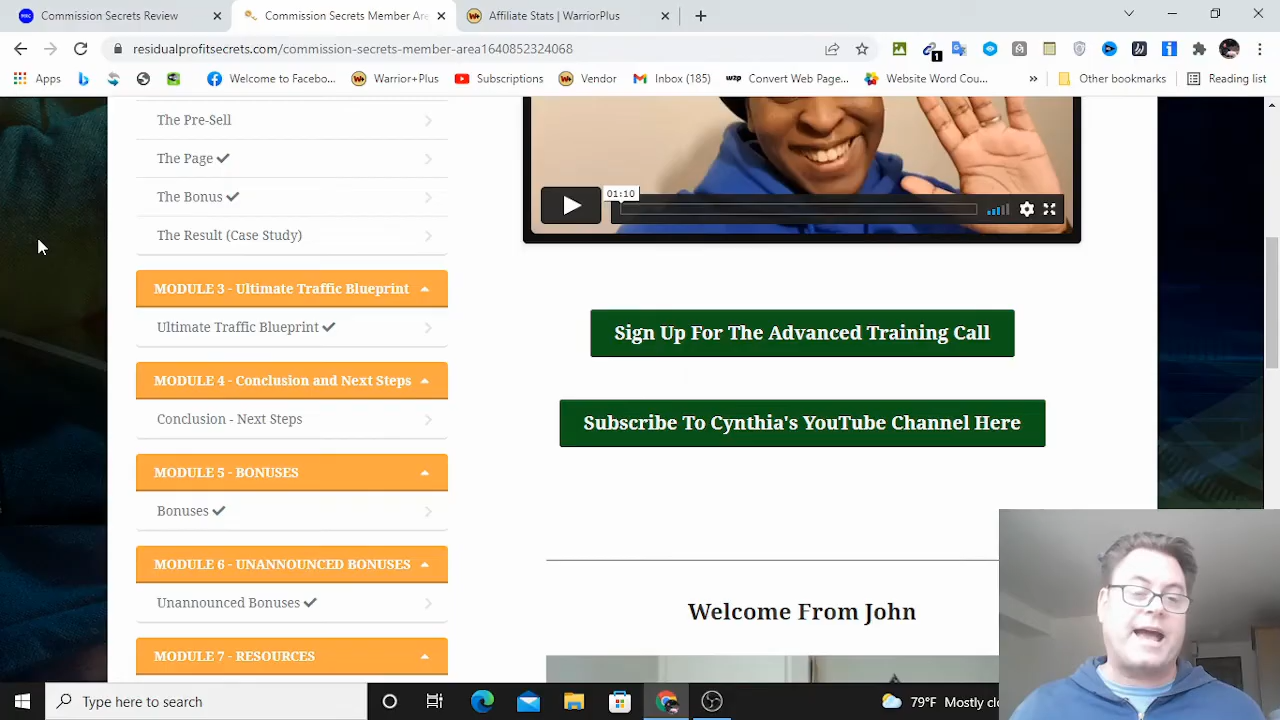 Commission Secrets
Commission Secrets - Member Are
Affiliate Stats | WarriorPlus
residualprofitsecrets.com/commission-secrets-member-area1640852324068
1
Apps
Welcome to Faceb...
Warrior+Plus
Subscriptions
Vendor
Inbox (185)
Convert Web Page...
Website Word Cou...
»
Other bookmarks
Reading list
The Pre-Sell
The Page
The Bonus
The Result (Case Study)
MODULE 3 - Ultimate Traffic Blueprint
Ultimate Traffic Blueprint
MODULE 4 - Conclusion and Next Steps
Conclusion - Next Steps
MODULE 5 - BONUSES
Bonuses
MODULE 6 - UNANNOUNCED BONUSES
Unannounced Bonuses
MODULE 7 - RESOURCES
01:10
Sign Up For The Advanced Training Call
Subscribe To Cynthia's YouTube Channel Here
Welcome From John
Type here to search
79°F Mostly clo